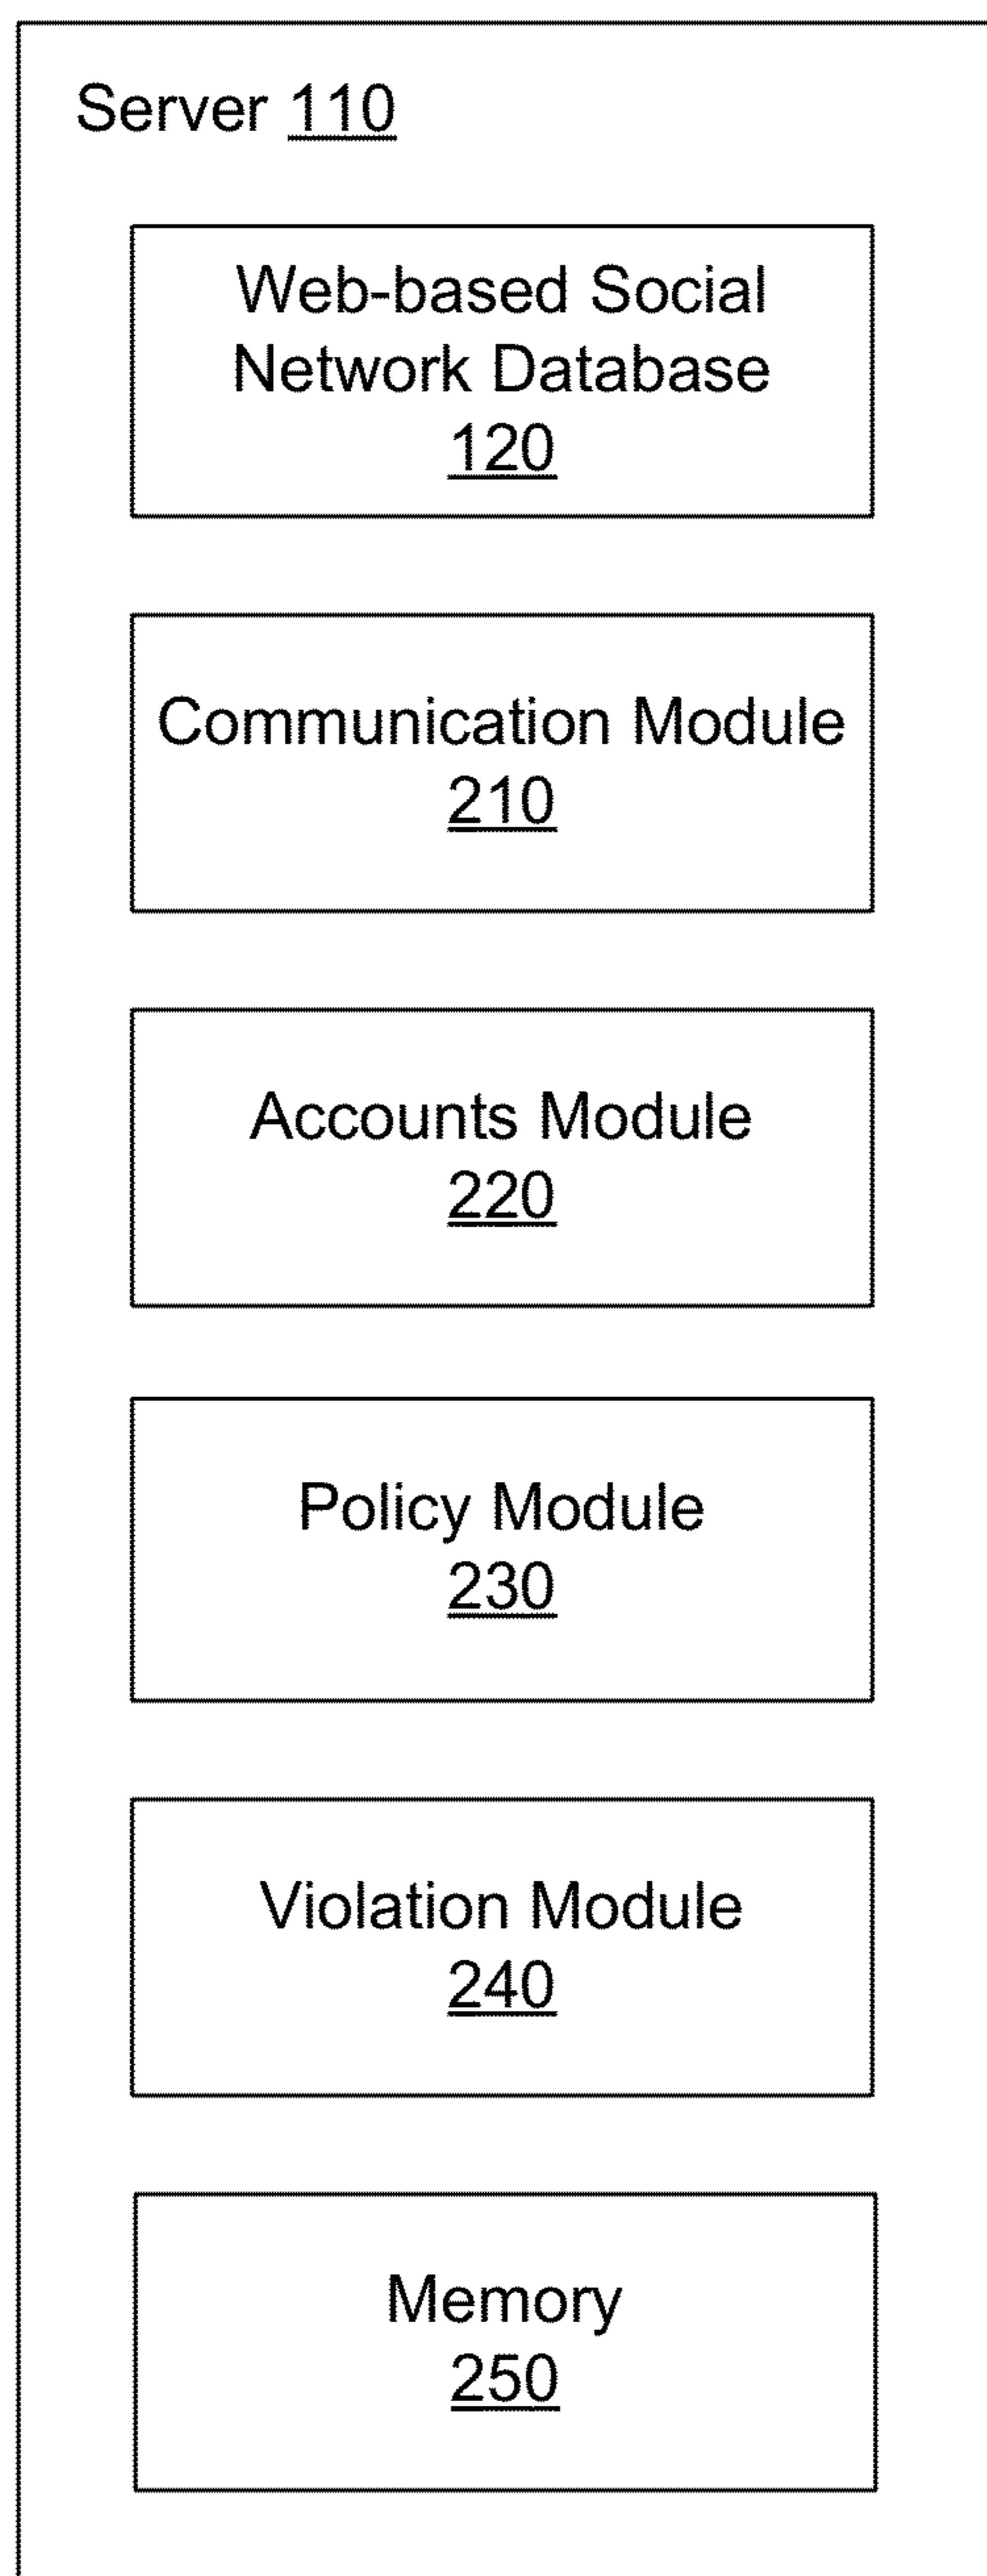 Server 110
Web-based Social
Network Database
120
Communication Module
210
Accounts Module
220
Policy Module
230
Violation Module
240
Memory
250